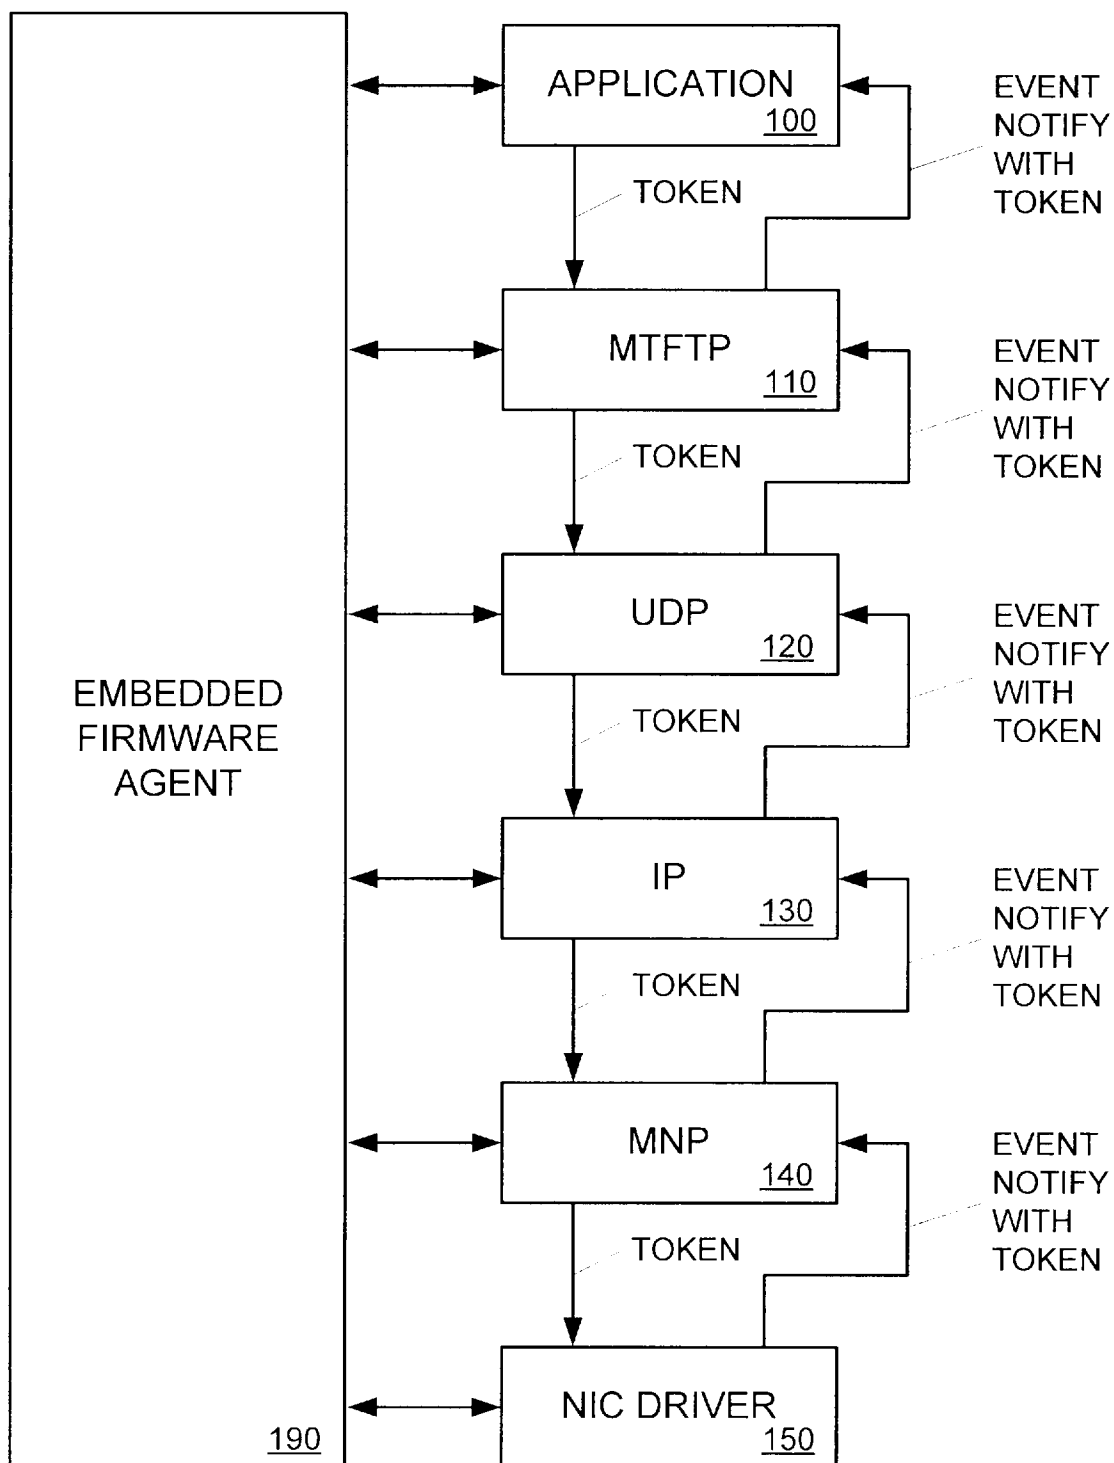 APPLICATION
100
EVENT
NOTIFY
WITH
TOKEN
TOKEN
MTFTP
110
EVENT
NOTIFY
WITH
TOKEN
TOKEN
UDP
120
EVENT
NOTIFY
WITH
TOKEN
EMBEDDED
FIRMWARE
AGENT
TOKEN
IP
130
EVENT
NOTIFY
WITH
TOKEN
TOKEN
MNP
140
EVENT
NOTIFY
WITH
TOKEN
TOKEN
NIC DRIVER
150
190